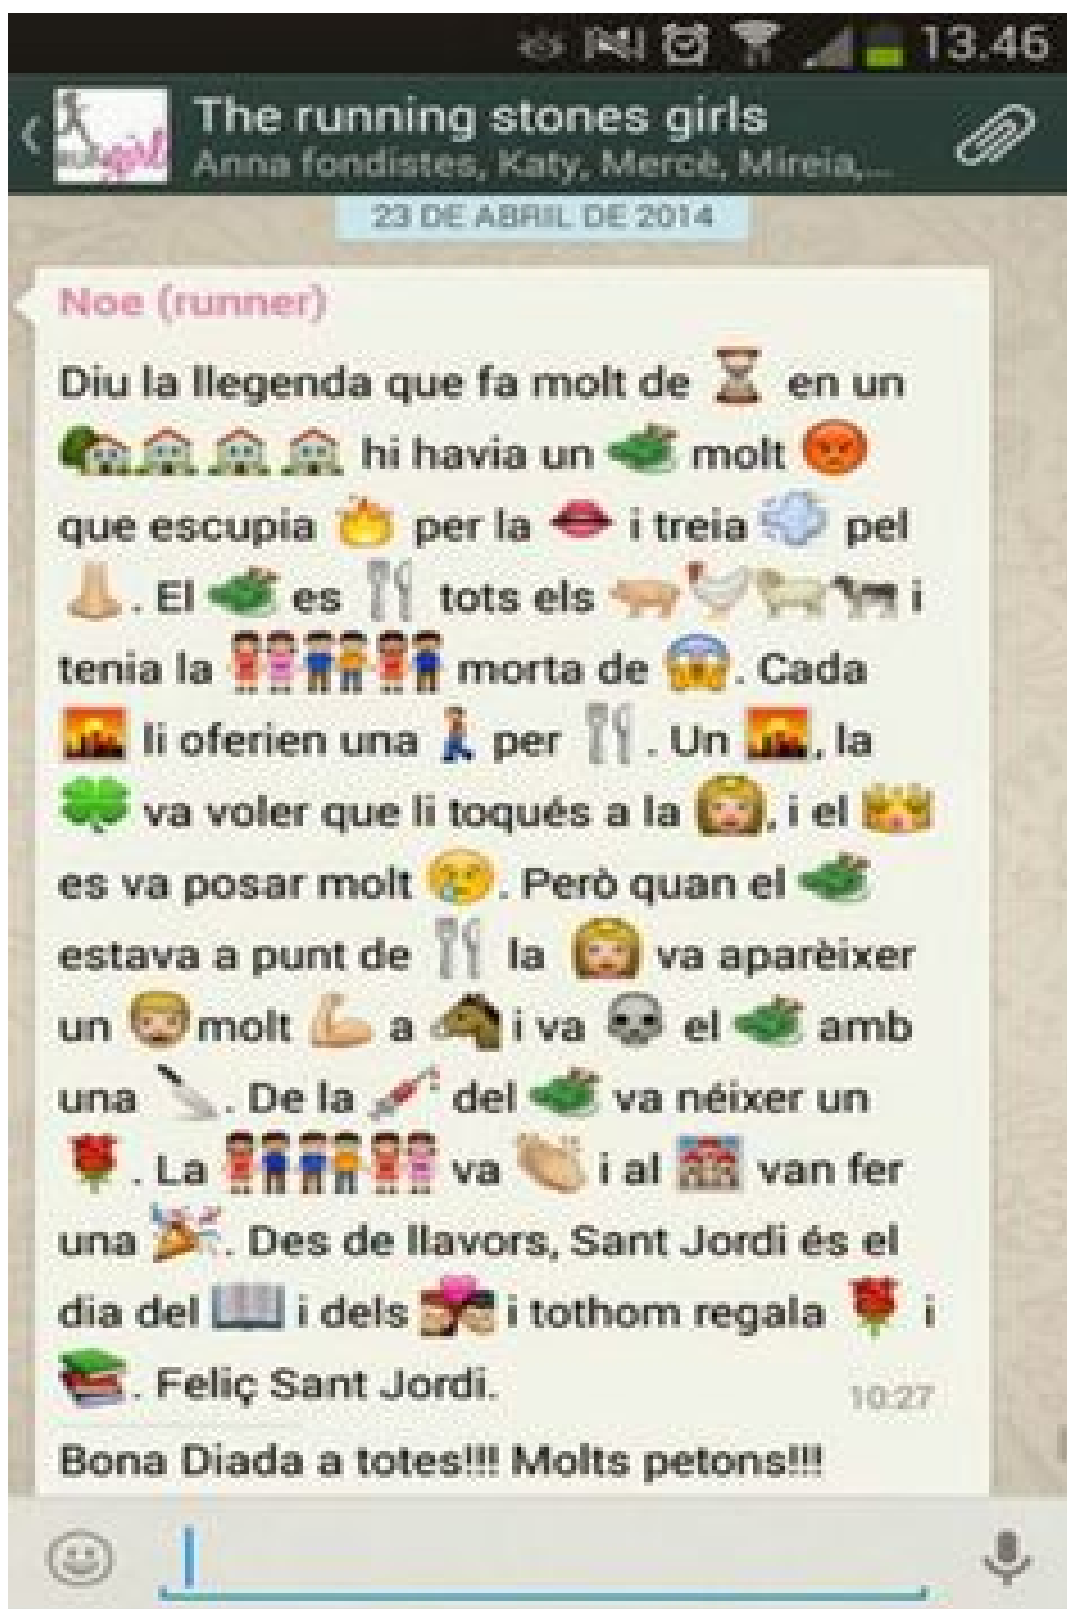 13.46
The running stones girls
Anna fondistes, Katy, Mercè, Mireia,...
23 DE ABRIL DE 2014
Noe (runner)
Diu la llegenda que fa molt de ⏳ en un
🏡🏠🏠🏠 hi havia un 🐲 molt 😡
que escupia 🔥 per la 👄 i treia 💨 pel
👃. El 🐲 es 🍴 tots els 🐖🐓🐑🐄 i
tenia la 👭👬👫 morta de 😱. Cada
🌇 li oferien una 🚶 per 🍴. Un 🌇, la
🍀 va voler que li toqués a la 👸, i el 👑
es va posar molt 😢. Però quan el 🐲
estava a punt de 🍴 la 👸 va aparèixer
un 👨 molt 💪 a 🐴 i va 💀 el 🐲 amb
una 🔪. De la 💉 del 🐲 va néixer un
🌹. La 👫👬👭 va 👏 i al 🏰 van fer
una 🎉. Des de llavors, Sant Jordi és el
dia del 📖 i dels 💏 i tothom regala 🌹 i
📚. Feliç Sant Jordi.
10:27
Bona Diada a totes!!! Molts petons!!!